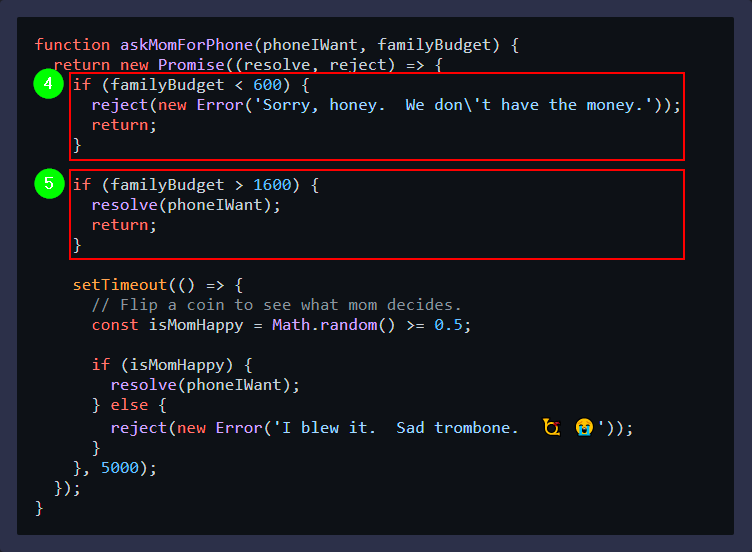 function askMomForPhone(phoneIWant, familyBudget) {
  return new Promise((resolve, reject) => {
4   if (familyBudget < 600) {
      reject(new Error('Sorry, honey.  We don\'t have the money.'));
      return;
    }
5   if (familyBudget > 1600) {
      resolve(phoneIWant);
      return;
    }
    setTimeout(() => {
      // Flip a coin to see what mom decides.
      const isMomHappy = Math.random() >= 0.5;
      if (isMomHappy) {
        resolve(phoneIWant);
      } else {
        reject(new Error('I blew it.  Sad trombone.  🎺 😭'));
      }
    }, 5000);
  });
}